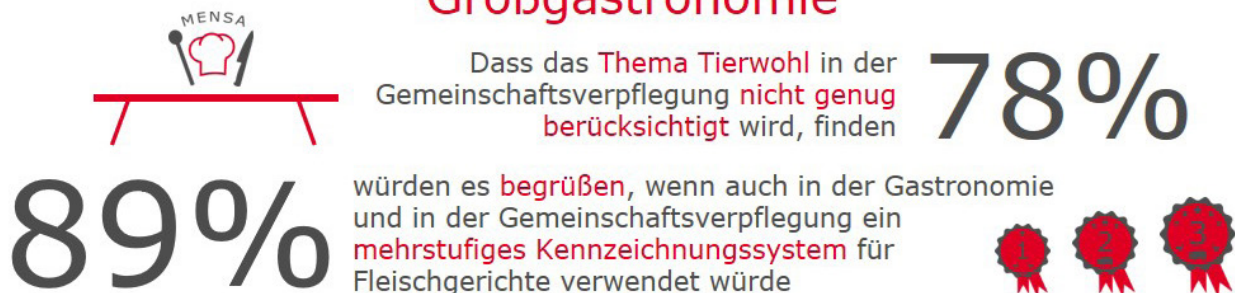 Großgastronomie
MENSA
Dass das Thema Tierwohl in der
Gemeinschaftsverpflegung nicht genug
berücksichtigt wird, finden
78%
89%
würden es begrüßen, wenn auch in der Gastronomie
und in der Gemeinschaftsverpflegung ein
mehrstufiges Kennzeichnungssystem für
Fleischgerichte verwendet würde
1
2
3